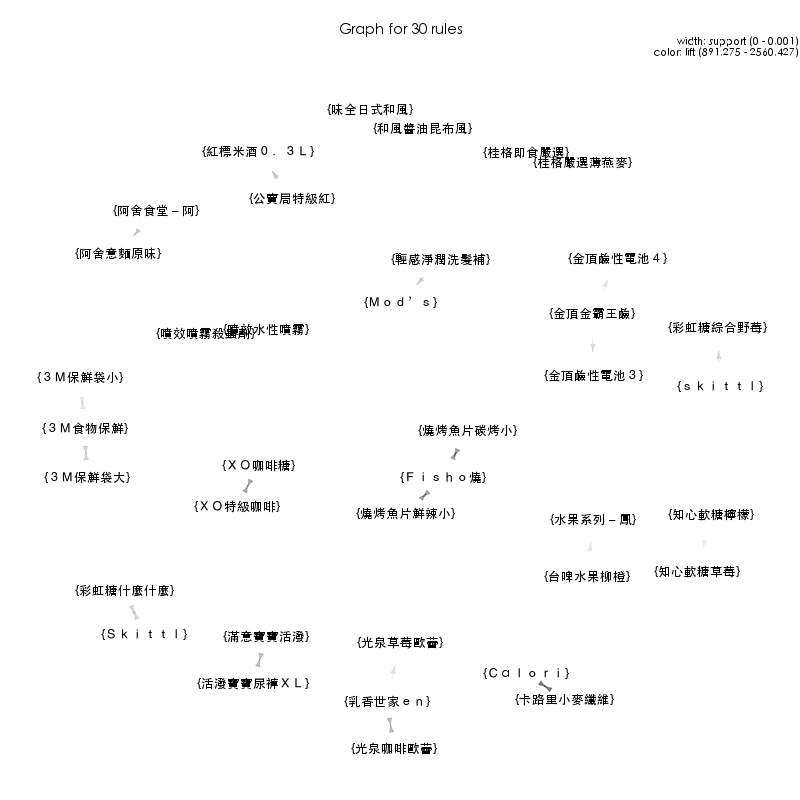 Graph for 30 rules
width: support (0 - 0.001)
color: lift (891.275 - 2560.427)
{味全日式和風}
{和風醬油昆布風}
{紅標米酒０．３Ｌ}
{桂格即食嚴選}
{桂格嚴選薄燕麥}
{公賣局特級紅}
{阿舍食堂－阿}
{阿舍意麵原味}
{輕感淨潤洗髮補}
{金頂鹼性電池４}
{Ｍｏｄ’ｓ}
{金頂金霸王鹼}
{噴效水性噴霧}
{噴效噴霧殺蟲劑}
{彩虹糖綜合野莓}
{３Ｍ保鮮袋小}
{金頂鹼性電池３}
{ｓｋｉｔｔｌ}
{３Ｍ食物保鮮}
{燒烤魚片碳烤小}
{ＸＯ咖啡糖}
{３Ｍ保鮮袋大}
{Ｆｉｓｈｏ燒}
{ＸＯ特級咖啡}
{燒烤魚片鮮辣小}
{水果系列－鳳}
{知心軟糖檸檬}
{台啤水果柳橙}
{知心軟糖草莓}
{彩虹糖什麼什麼}
{Ｓｋｉｔｔｌ}
{滿意寶寶活潑}
{光泉草莓歐蕾}
{活潑寶寶尿褲ＸＬ}
{Ｃａｌｏｒｉ}
{乳香世家ｅｎ}
{卡路里小麥纖維}
{光泉咖啡歐蕾}